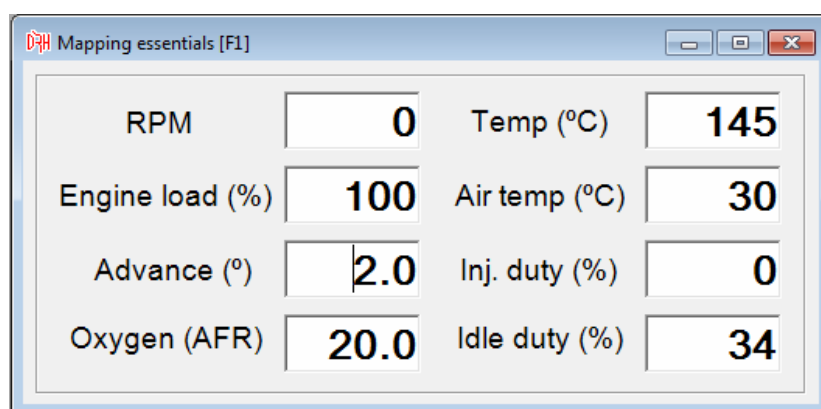 DRH Mapping essentials [F1]
RPM 0 Temp (ºC) 145
Engine load (%) 100 Air temp (ºC) 30
Advance (º) 2.0 Inj. duty (%) 0
Oxygen (AFR) 20.0 Idle duty (%) 34